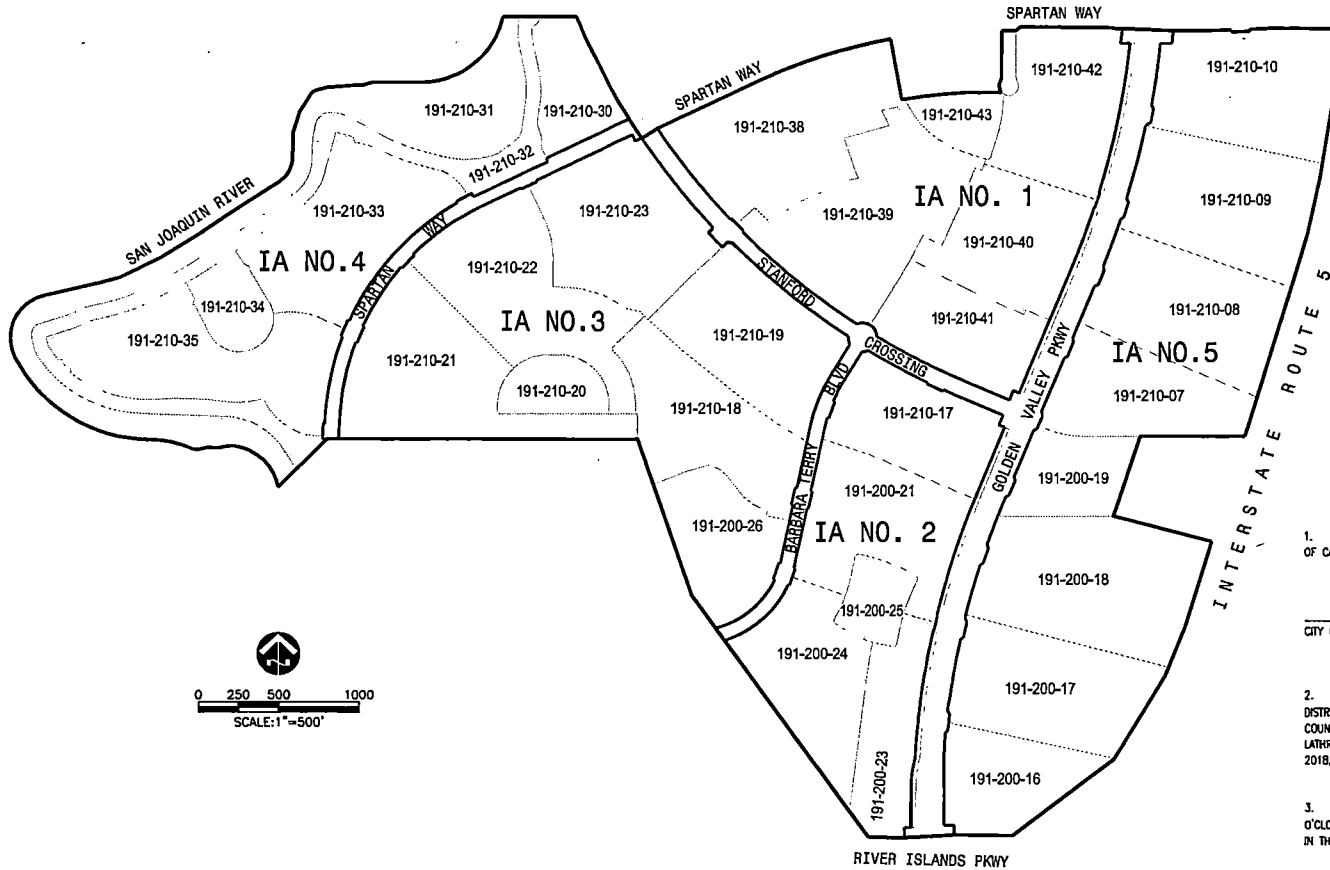 SPARTAN WAY
191-210-42
191-210-10
SPARTAN WAY
191-210-31
191-210-30
191-210-38
191-210-43
191-210-32
191-210-09
191-210-33
191-210-23
191-210-39
IA NO. 1
SAN JOAQUIN RIVER
IA NO.4
SPARTAN WAY
191-210-22
191-210-40
191-210-34
STANFORD CROSSING
191-210-08
191-210-35
IA NO.3
191-210-19
191-210-41
IA NO.5
191-210-21
191-210-20
191-210-07
191-210-18
191-210-17
BARBARA TERRY BLVD
GOLDEN VALLEY PKWY
INTERSTATE ROUTE 5
191-200-21
191-200-19
191-200-26
IA NO. 2
191-200-18
191-200-25
191-200-24
191-200-17
191-200-23
191-200-16
RIVER ISLANDS PKWY
0 250 500 1000
SCALE:1"=500'
1.
OF CA
CITY
2.
DISTR
COUN
LATHR
2018,
3.
O'CLO
IN TH